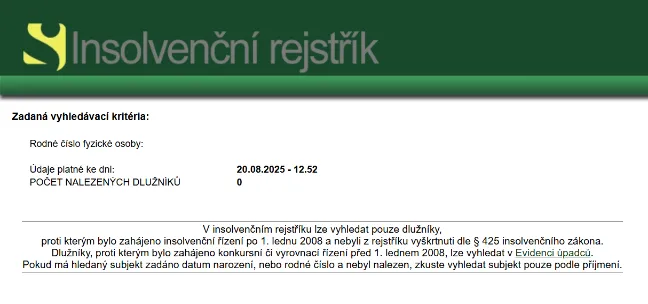 Insolvenční rejstřík
Zadaná vyhledávací kritéria:
Rodné číslo fyzické osoby:
Údaje platné ke dni: 20.08.2025 - 12.52
POČET NALEZENÝCH DLUŽNÍKŮ 0
V insolvenčním rejstříku lze vyhledat pouze dlužníky,
proti kterým bylo zahájeno insolvenční řízení po 1. lednu 2008 a nebyli z rejstříku vyškrtnuti dle § 425 insolvenčního zákona.
Dlužníky, proti kterým bylo zahájeno konkursní či vyrovnací řízení před 1. lednem 2008, lze vyhledat v Evidenci úpadců.
Pokud má hledaný subjekt zadáno datum narození, nebo rodné číslo a nebyl nalezen, zkuste vyhledat subjekt pouze podle příjmení.